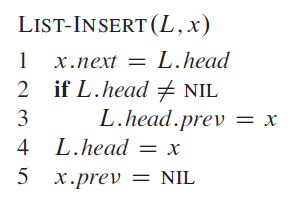 LIST-INSERT(L, x)
1 x.next = L.head
2 if L.head ≠ NIL
3 L.head.prev = x
4 L.head = x
5 x.prev = NIL